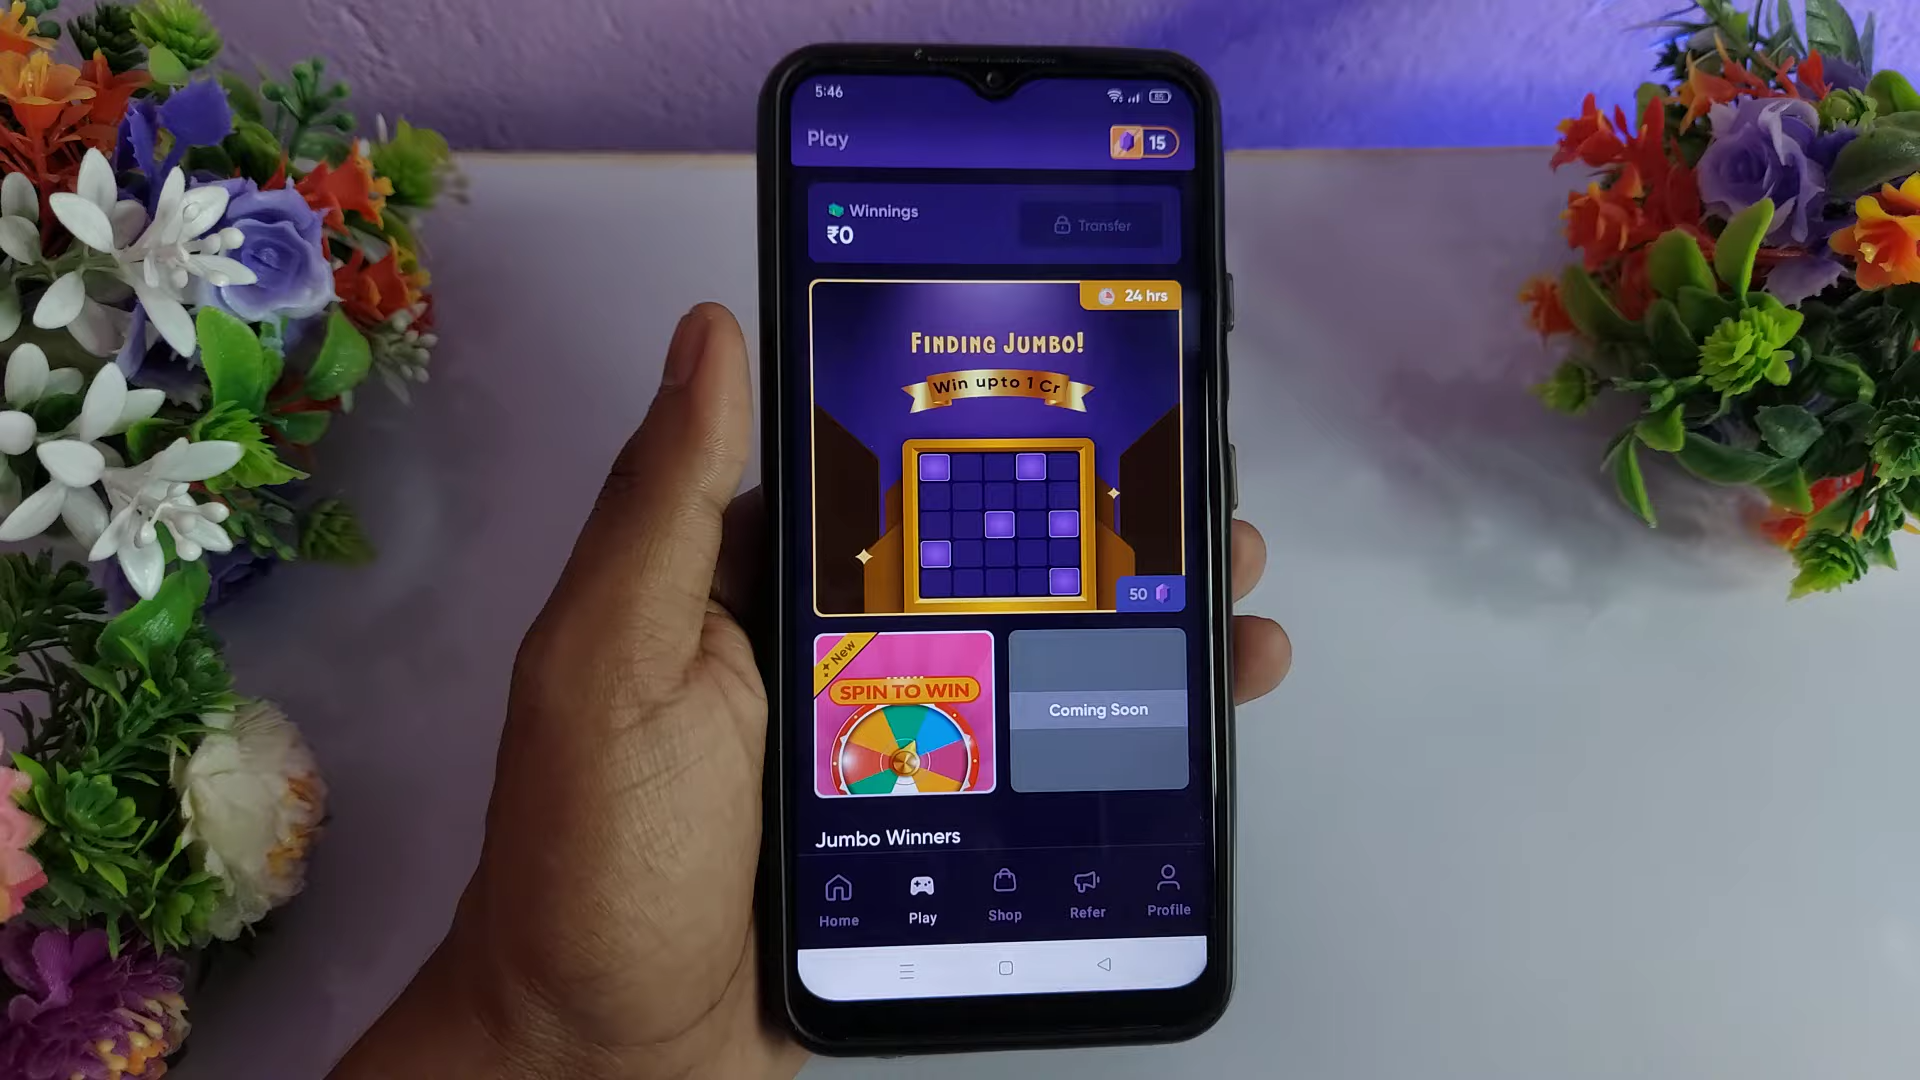 5:46
85
Play
15
Winnings
₹0
Transfer
24 hrs
FINDING JUMBO!
Win upto 1 Cr
50
New
SPIN TO WIN
Coming Soon
Jumbo Winners
Home
Play
Shop
Refer
Profile